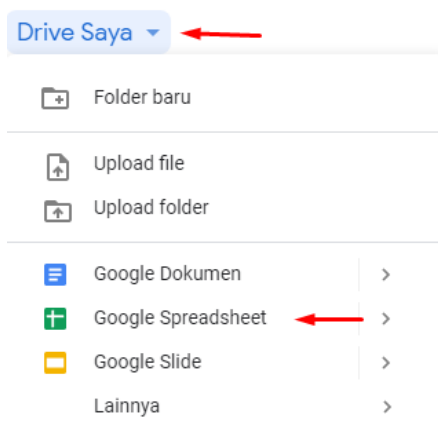 Drive Saya
Folder baru
Upload file
Upload folder
Google Dokumen
Google Spreadsheet
Google Slide
Lainnya